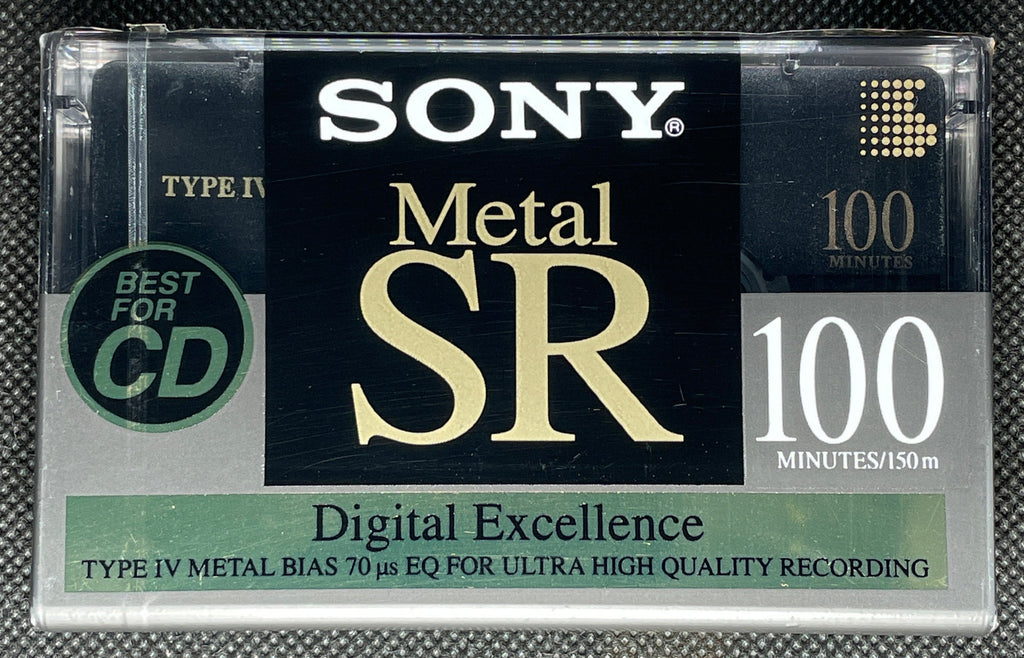 SONY®
TYPE IV
Metal
SR
100
MINUTES
BEST
FOR
CD
100
MINUTES/150m
Digital Excellence
TYPE IV METAL BIAS 70 µs EQ FOR ULTRA HIGH QUALITY RECORDING